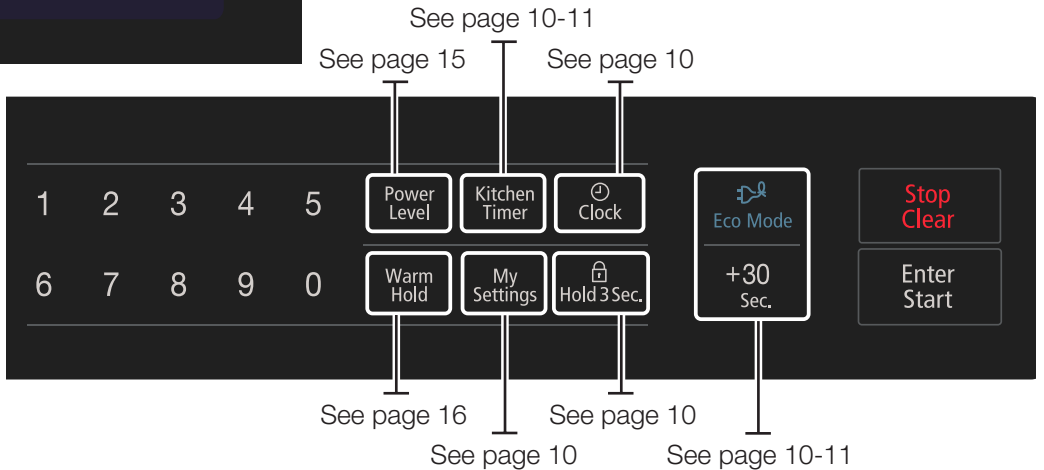 See page 10-11
See page 15
See page 10
1 2 3 4 5
Power
Level
Kitchen
Timer
Clock
Eco Mode
Stop
Clear
6 7 8 9 0
Warm
Hold
My
Settings
Hold 3 Sec.
+30
Sec.
Enter
Start
See page 16
See page 10
See page 10
See page 10-11